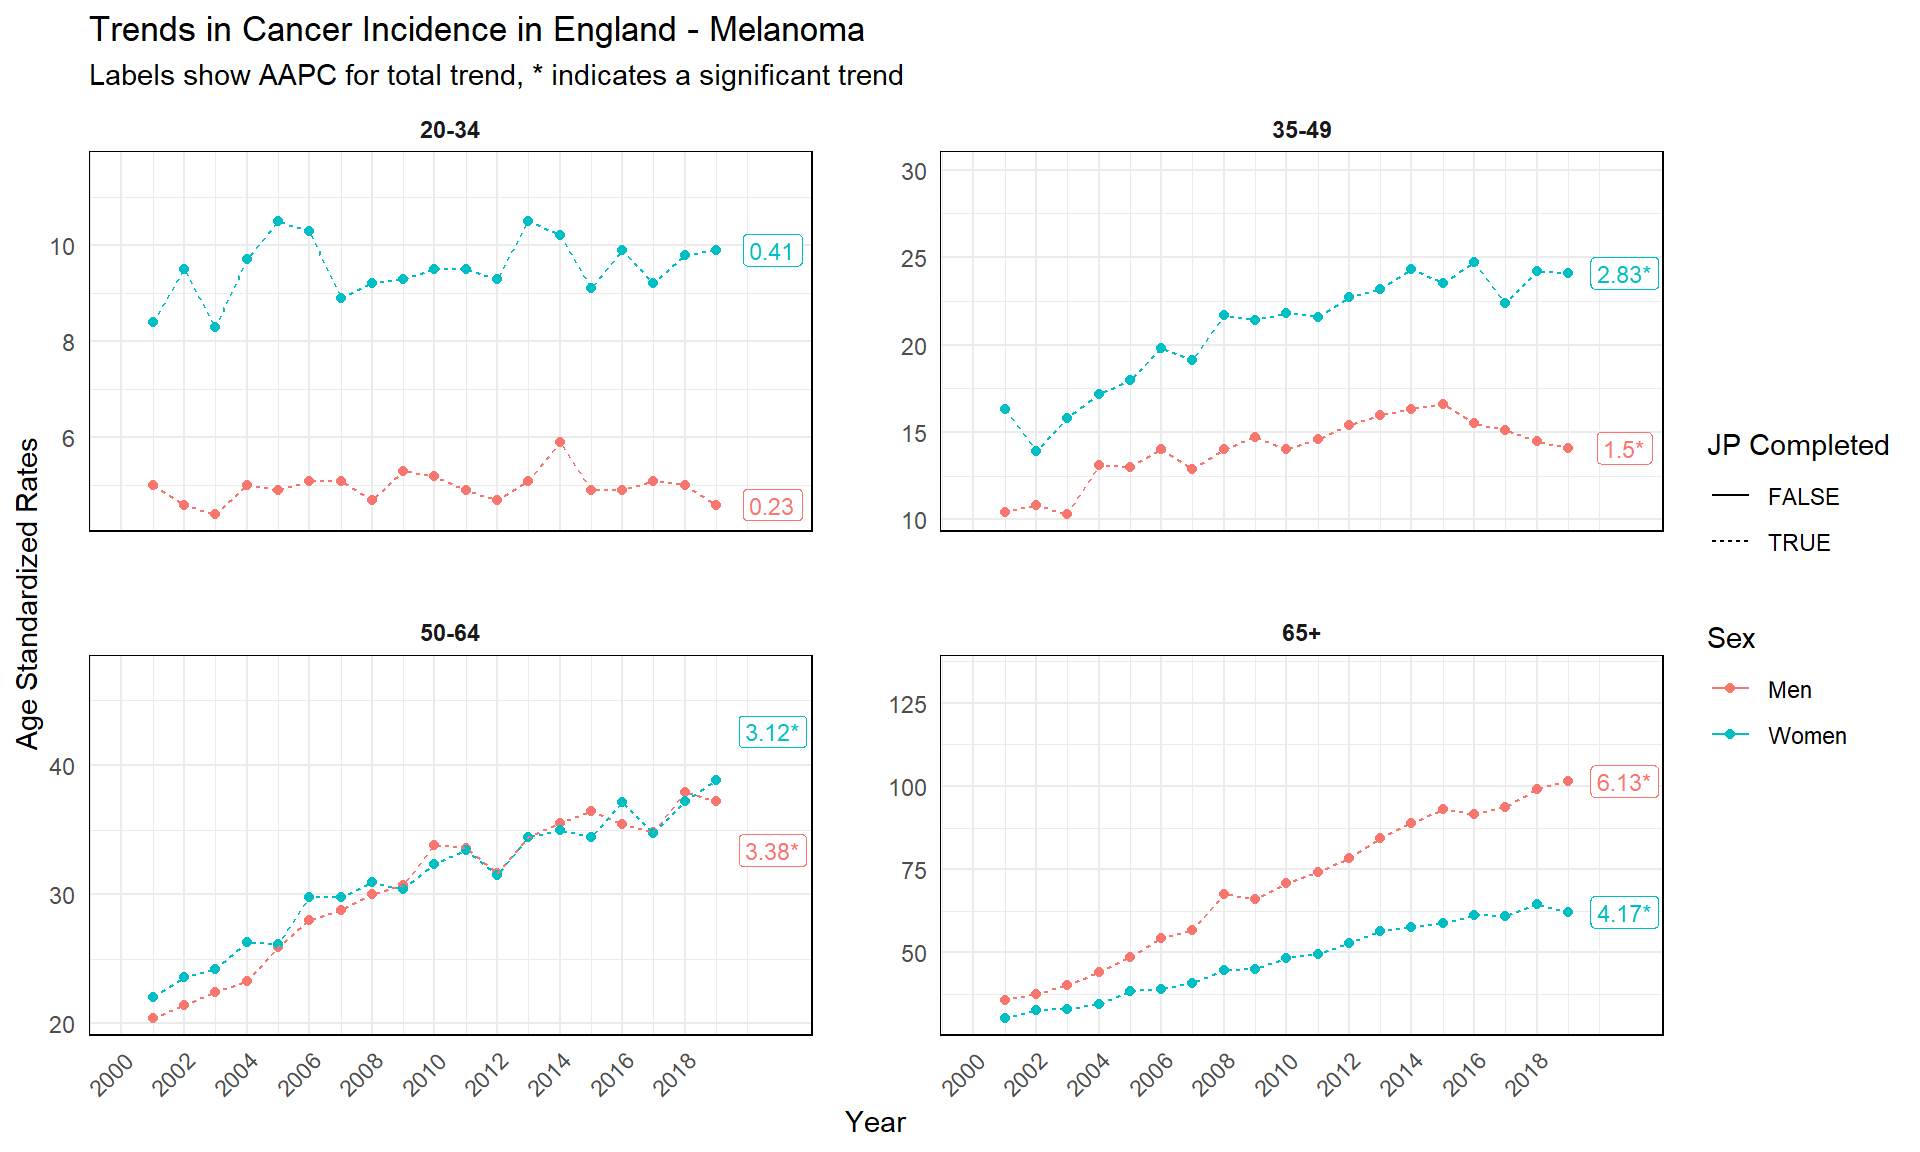 Trends in Cancer Incidence in England - Melanoma
Labels show AAPC for total trend, * indicates a significant trend
Age Standardized Rates
20-34
10
8
6
0.41
0.23
35-49
30
25
20
15
10
2.83*
1.5*
50-64
40
30
20
3.12*
3.38*
2000 2002 2004 2006 2008 2010 2012 2014 2016 2018
65+
125
100
75
50
6.13*
4.17*
2000 2002 2004 2006 2008 2010 2012 2014 2016 2018
Year
JP Completed
FALSE
TRUE
Sex
Men
Women